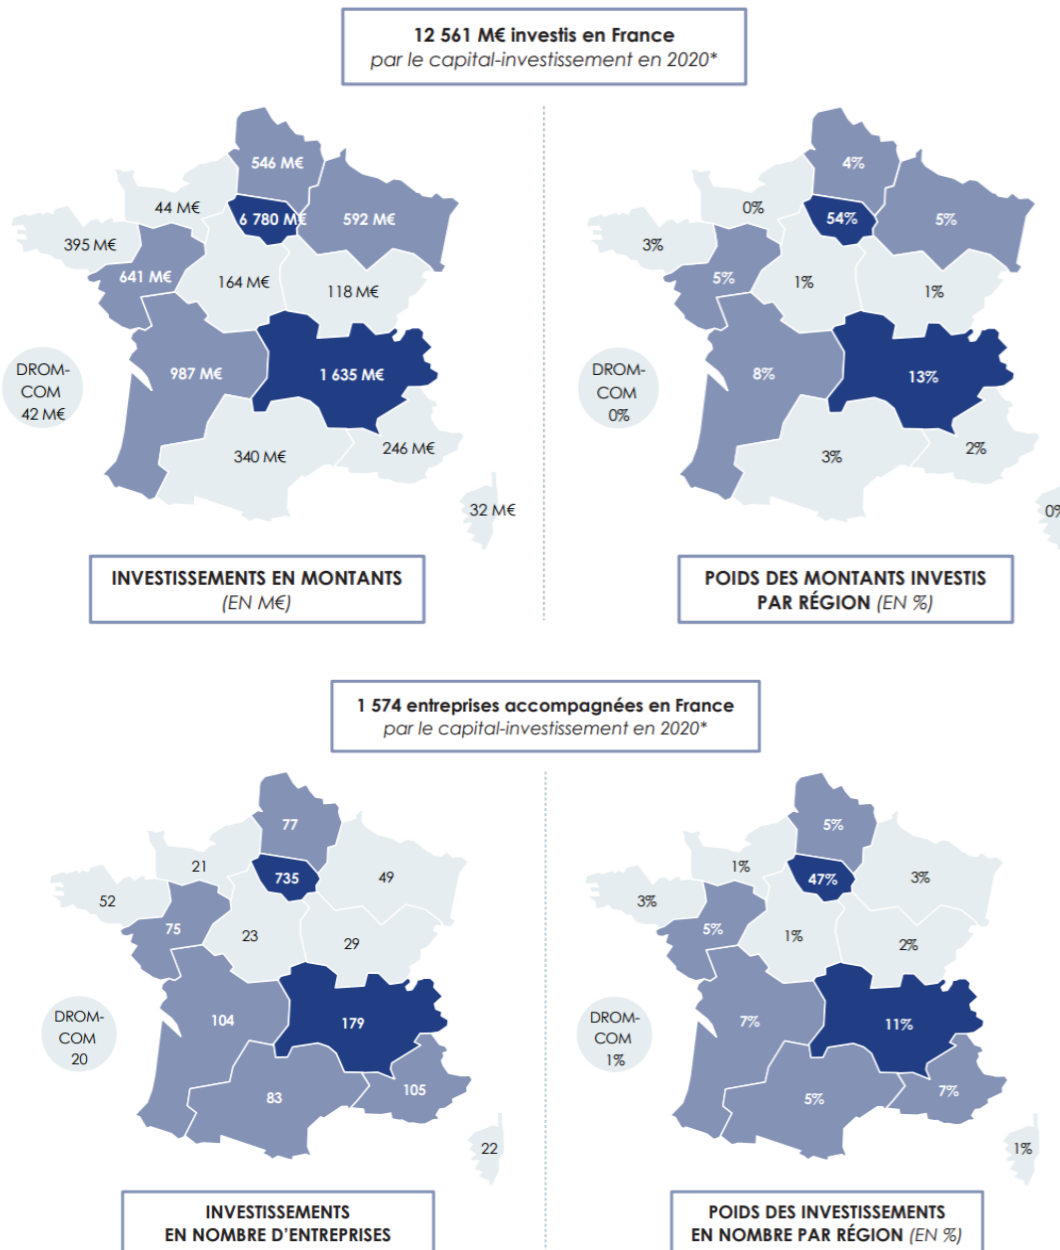 12 561 M€ investis en France
par le capital-investissement en 2020*
546 M€
44 M€
6 780 M€
592 M€
395 M€
641 M€
164 M€
118 M€
DROM-
COM
42 M€
987 M€
1 635 M€
340 M€
246 M€
32 M€
INVESTISSEMENTS EN MONTANTS
(EN M€)
4%
0%
54%
5%
3%
5%
1%
1%
DROM-
COM
0%
8%
13%
3%
2%
0%
POIDS DES MONTANTS INVESTIS
PAR RÉGION (EN %)
1 574 entreprises accompagnées en France
par le capital-investissement en 2020*
77
21
735
49
52
75
23
29
DROM-
COM
20
104
179
83
105
22
INVESTISSEMENTS
EN NOMBRE D'ENTREPRISES
5%
1%
47%
3%
3%
5%
1%
2%
DROM-
COM
1%
7%
11%
5%
7%
1%
POIDS DES INVESTISSEMENTS
EN NOMBRE PAR RÉGION (EN %)